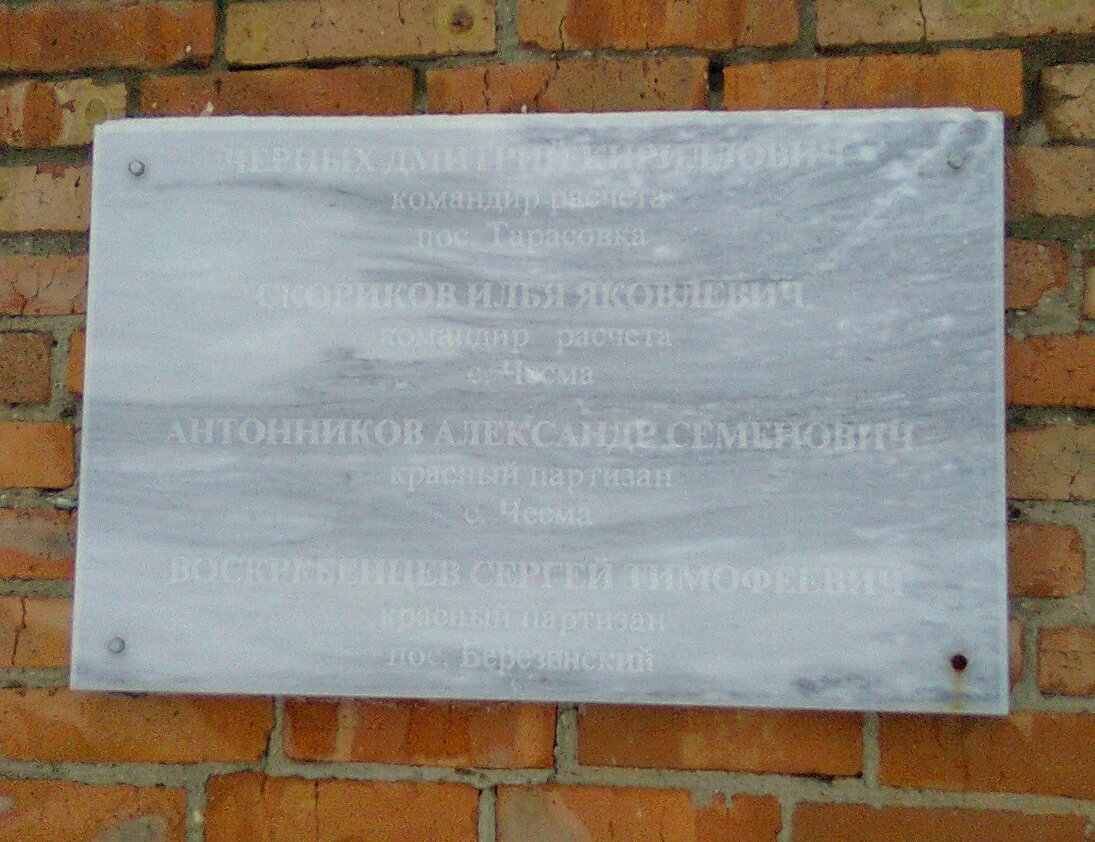 ЧЕРНЫХ ДМИТРИЙ КИРИЛЛОВИЧ
командир расчета
пос. Тарасовка
СКОРИКОВ ИЛЬЯ ЯКОВЛЕВИЧ
командир расчета
с. Чесма
АНТОННИКОВ АЛЕКСАНДР СЕМЕНОВИЧ
красный партизан
с. Чесма
ВОСКРЕБЕНЦЕВ СЕРГЕЙ ТИМОФЕЕВИЧ
красный партизан
пос. Березинский